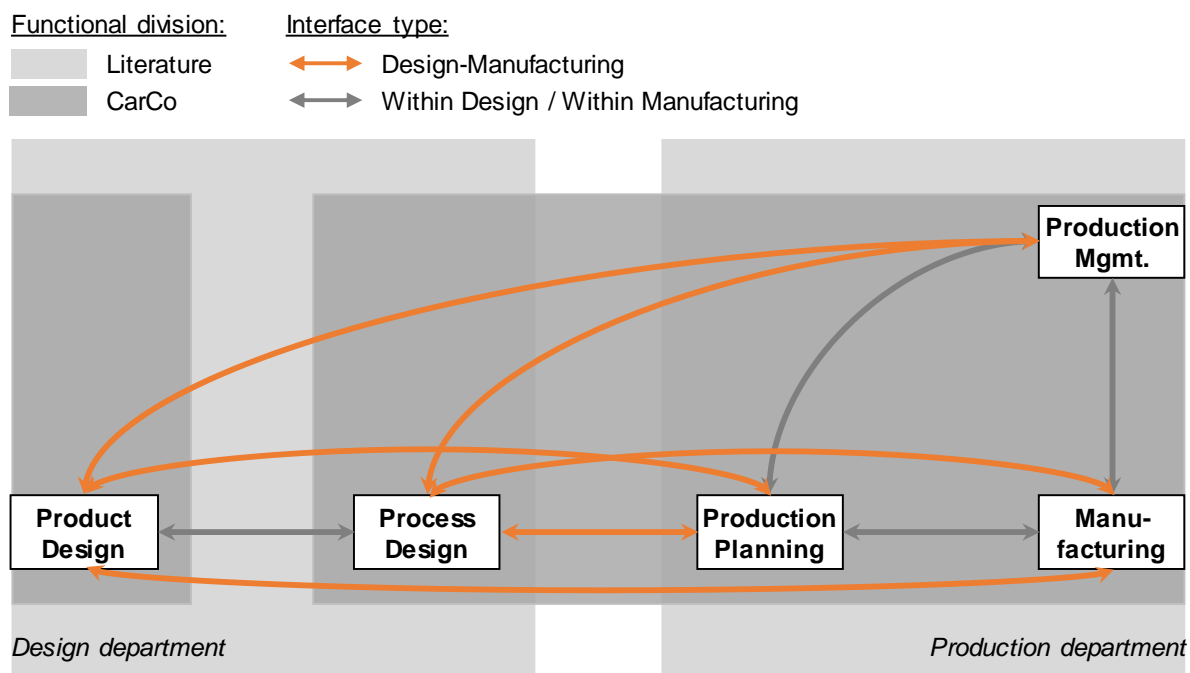 Functional division:
Interface type:
Literature
Design-Manufacturing
CarCo
Within Design / Within Manufacturing
Production
Mgmt.
Product
Design
Process
Design
Production
Planning
Manu-
facturing
Design department
Production department